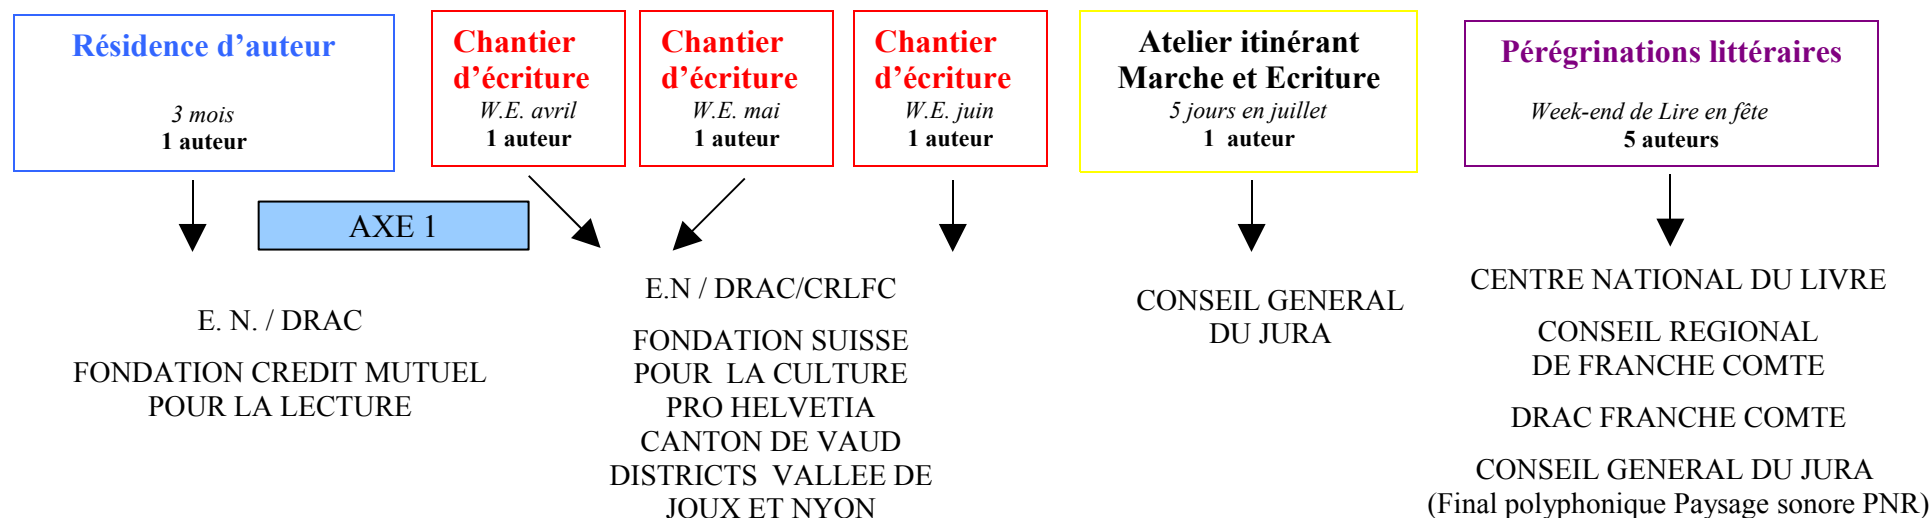 Résidence d’auteur
3 mois
1 auteur
Chantier
d’écriture
W.E. avril
1 auteur
Chantier
d’écriture
W.E. mai
1 auteur
Chantier
d’écriture
W.E. juin
1 auteur
Atelier itinérant
Marche et Ecriture
5 jours en juillet
1 auteur
Pérégrinations littéraires
Week-end de Lire en fête
5 auteurs
AXE 1
E. N. / DRAC
FONDATION CREDIT MUTUEL
POUR LA LECTURE
E.N / DRAC/CRLFC
FONDATION SUISSE
POUR LA CULTURE
PRO HELVETIA
CANTON DE VAUD
DISTRICTS VALLEE DE
JOUX ET NYON
CONSEIL GENERAL
DU JURA
CENTRE NATIONAL DU LIVRE
CONSEIL REGIONAL
DE FRANCHE COMTE
DRAC FRANCHE COMTE
CONSEIL GENERAL DU JURA
(Final polyphonique Paysage sonore PNR)